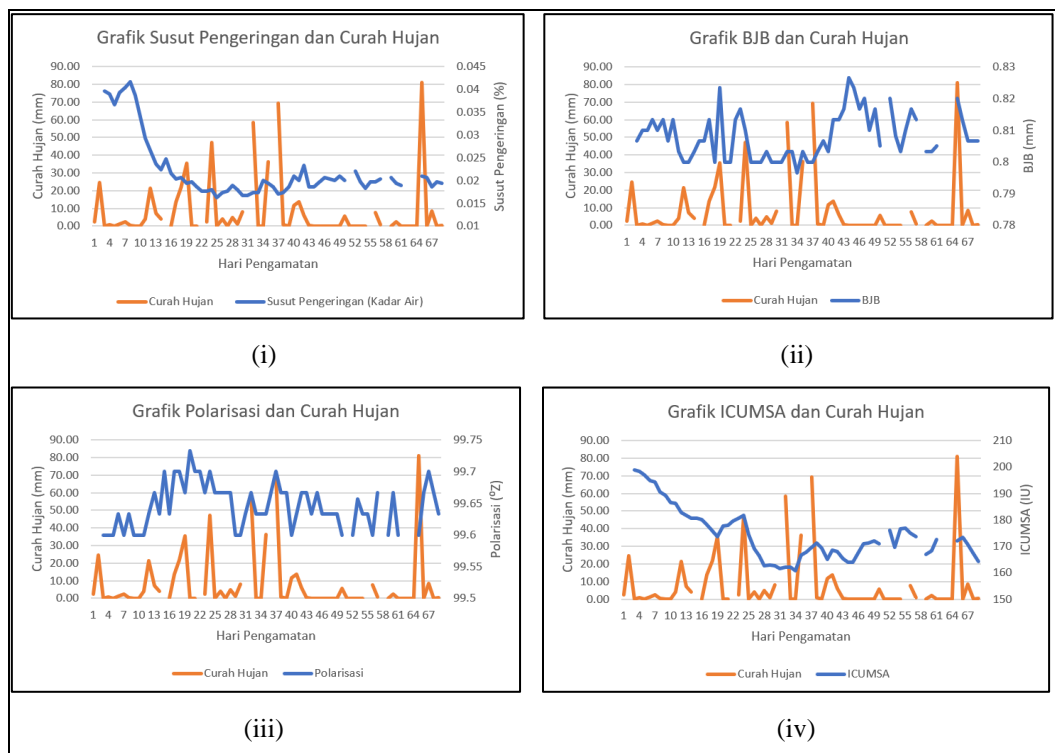 Grafik Susut Pengeringan dan Curah Hujan
90.00
80.00
70.00
60.00
50.00
40.00
30.00
20.00
10.00
0.00
Curah Hujan (mm)
0.045
0.04
0.035
0.03
0.025
0.02
0.015
0.01
Susut Pengeringan (%)
1 4 7 10 13 16 19 22 25 28 31 34 37 40 43 46 49 52 55 58 61 64 67
Hari Pengamatan
Curah Hujan Susut Pengeringan (Kadar Air)
(i)
Grafik BJB dan Curah Hujan
90.00
80.00
70.00
60.00
50.00
40.00
30.00
20.00
10.00
0.00
Curah Hujan (mm)
0.83
0.82
0.81
0.8
0.79
0.78
BJB (mm)
1 4 7 10 13 16 19 22 25 28 31 34 37 40 43 46 49 52 55 58 61 64 67
Hari Pengamatan
Curah Hujan BJB
(ii)
Grafik Polarisasi dan Curah Hujan
90.00
80.00
70.00
60.00
50.00
40.00
30.00
20.00
10.00
0.00
Curah Hujan (mm)
99.75
99.7
99.65
99.6
99.55
99.5
Polarisasi (⁰Z)
1 4 7 10 13 16 19 22 25 28 31 34 37 40 43 46 49 52 55 58 61 64 67
Hari Pengamatan
Curah Hujan Polarisasi
(iii)
Grafik ICUMSA dan Curah Hujan
90.00
80.00
70.00
60.00
50.00
40.00
30.00
20.00
10.00
0.00
Curah Hujan (mm)
210
200
190
180
170
160
150
ICUMSA (IU)
1 4 7 10 13 16 19 22 25 28 31 34 37 40 43 46 49 52 55 58 61 64 67
Hari Pengamatan
Curah Hujan ICUMSA
(iv)